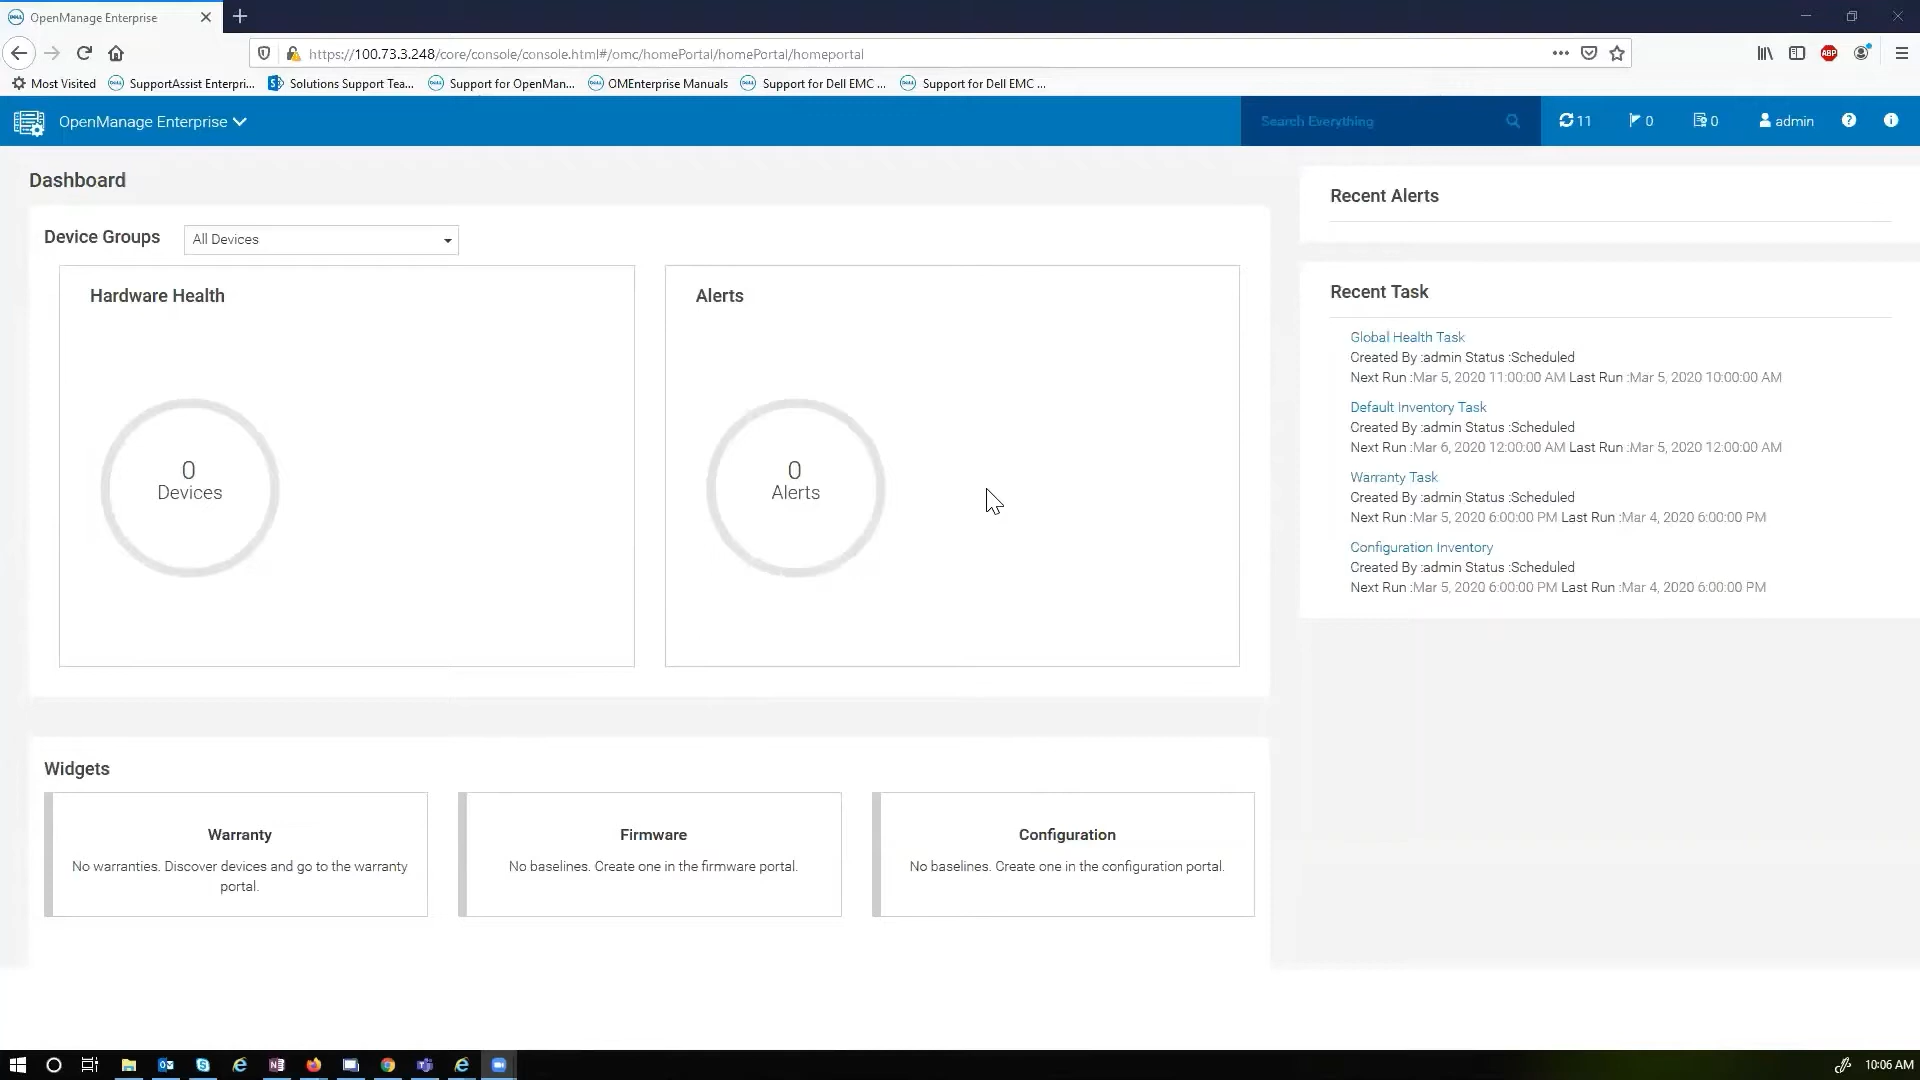 OpenManage Enterprise
https://100.73.3.248/core/console/console.html#/omc/homePortal/homePortal/homeportal
ABP
Most Visited
SupportAssist Enterpri...
Solutions Support Tea...
Support for OpenMan...
OMEnterprise Manuals
Support for Dell EMC ...
Support for Dell EMC ...
OpenManage Enterprise
Search Everything
11
0
0
admin
Dashboard
Device Groups
All Devices
Hardware Health
0
Devices
Alerts
0
Alerts
Recent Alerts
Recent Task
Global Health Task
Created By :admin Status :Scheduled
Next Run :Mar 5, 2020 11:00:00 AM Last Run :Mar 5, 2020 10:00:00 AM
Default Inventory Task
Created By :admin Status :Scheduled
Next Run :Mar 6, 2020 12:00:00 AM Last Run :Mar 5, 2020 12:00:00 AM
Warranty Task
Created By :admin Status :Scheduled
Next Run :Mar 5, 2020 6:00:00 PM Last Run :Mar 4, 2020 6:00:00 PM
Configuration Inventory
Created By :admin Status :Scheduled
Next Run :Mar 5, 2020 6:00:00 PM Last Run :Mar 4, 2020 6:00:00 PM
Widgets
Warranty
No warranties. Discover devices and go to the warranty
portal.
Firmware
No baselines. Create one in the firmware portal.
Configuration
No baselines. Create one in the configuration portal.
10:06 AM